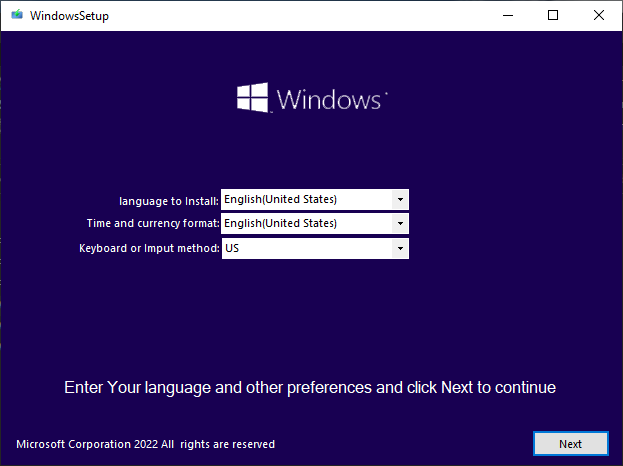 WindowsSetup
Windows
language to Install: English(United States)
Time and currency format: English(United States)
Keyboard or Imput method: US
Enter Your language and other preferences and click Next to continue
Microsoft Corporation 2022 All  rights are reserved
Next